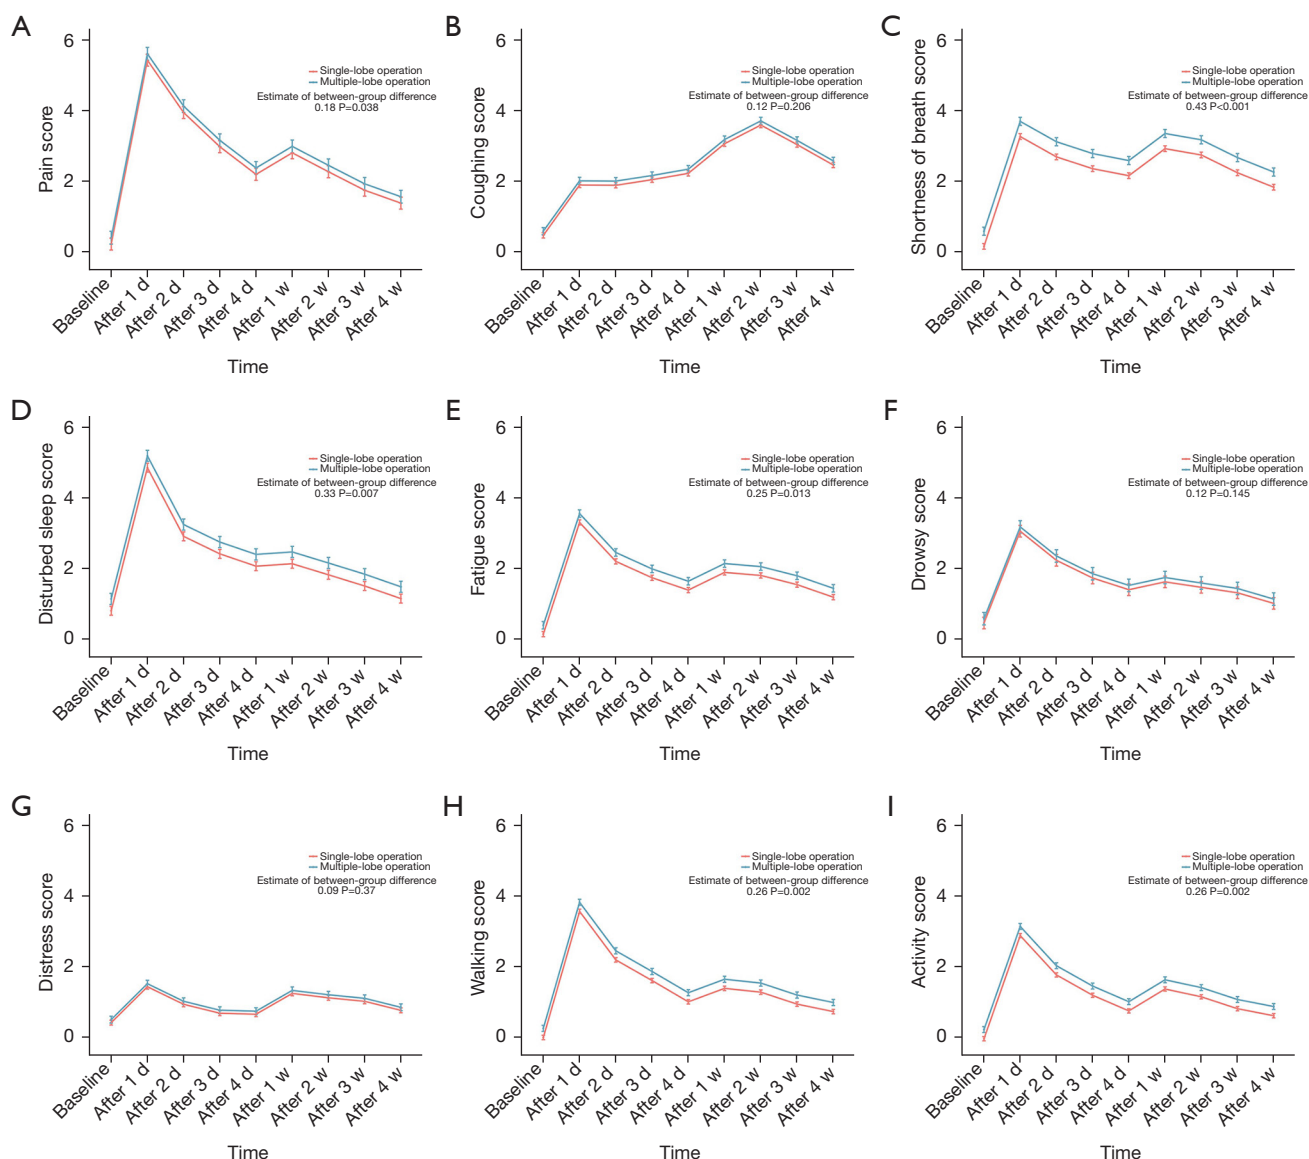 A
Pain score
6
4
2
0
Single-lobe operation
Multiple-lobe operation
Estimate of between-group difference
0.18 P=0.038
Baseline
After 1 d
After 2 d
After 3 d
After 4 d
After 1 w
After 2 w
After 3 w
After 4 w
Time
B
Coughing score
6
4
2
0
Single-lobe operation
Multiple-lobe operation
Estimate of between-group difference
0.12 P=0.206
Baseline
After 1 d
After 2 d
After 3 d
After 4 d
After 1 w
After 2 w
After 3 w
After 4 w
Time
C
Shortness of breath score
6
4
2
0
Single-lobe operation
Multiple-lobe operation
Estimate of between-group difference
0.43 P<0.001
Baseline
After 1 d
After 2 d
After 3 d
After 4 d
After 1 w
After 2 w
After 3 w
After 4 w
Time
D
Disturbed sleep score
6
4
2
0
Single-lobe operation
Multiple-lobe operation
Estimate of between-group difference
0.33 P=0.007
Baseline
After 1 d
After 2 d
After 3 d
After 4 d
After 1 w
After 2 w
After 3 w
After 4 w
Time
E
Fatigue score
6
4
2
0
Single-lobe operation
Multiple-lobe operation
Estimate of between-group difference
0.25 P=0.013
Baseline
After 1 d
After 2 d
After 3 d
After 4 d
After 1 w
After 2 w
After 3 w
After 4 w
Time
F
Drowsy score
6
4
2
0
Single-lobe operation
Multiple-lobe operation
Estimate of between-group difference
0.12 P=0.145
Baseline
After 1 d
After 2 d
After 3 d
After 4 d
After 1 w
After 2 w
After 3 w
After 4 w
Time
G
Distress score
6
4
2
0
Single-lobe operation
Multiple-lobe operation
Estimate of between-group difference
0.09 P=0.37
Baseline
After 1 d
After 2 d
After 3 d
After 4 d
After 1 w
After 2 w
After 3 w
After 4 w
Time
H
Walking score
6
4
2
0
Single-lobe operation
Multiple-lobe operation
Estimate of between-group difference
0.26 P=0.002
Baseline
After 1 d
After 2 d
After 3 d
After 4 d
After 1 w
After 2 w
After 3 w
After 4 w
Time
I
Activity score
6
4
2
0
Single-lobe operation
Multiple-lobe operation
Estimate of between-group difference
0.26 P=0.002
Baseline
After 1 d
After 2 d
After 3 d
After 4 d
After 1 w
After 2 w
After 3 w
After 4 w
Time